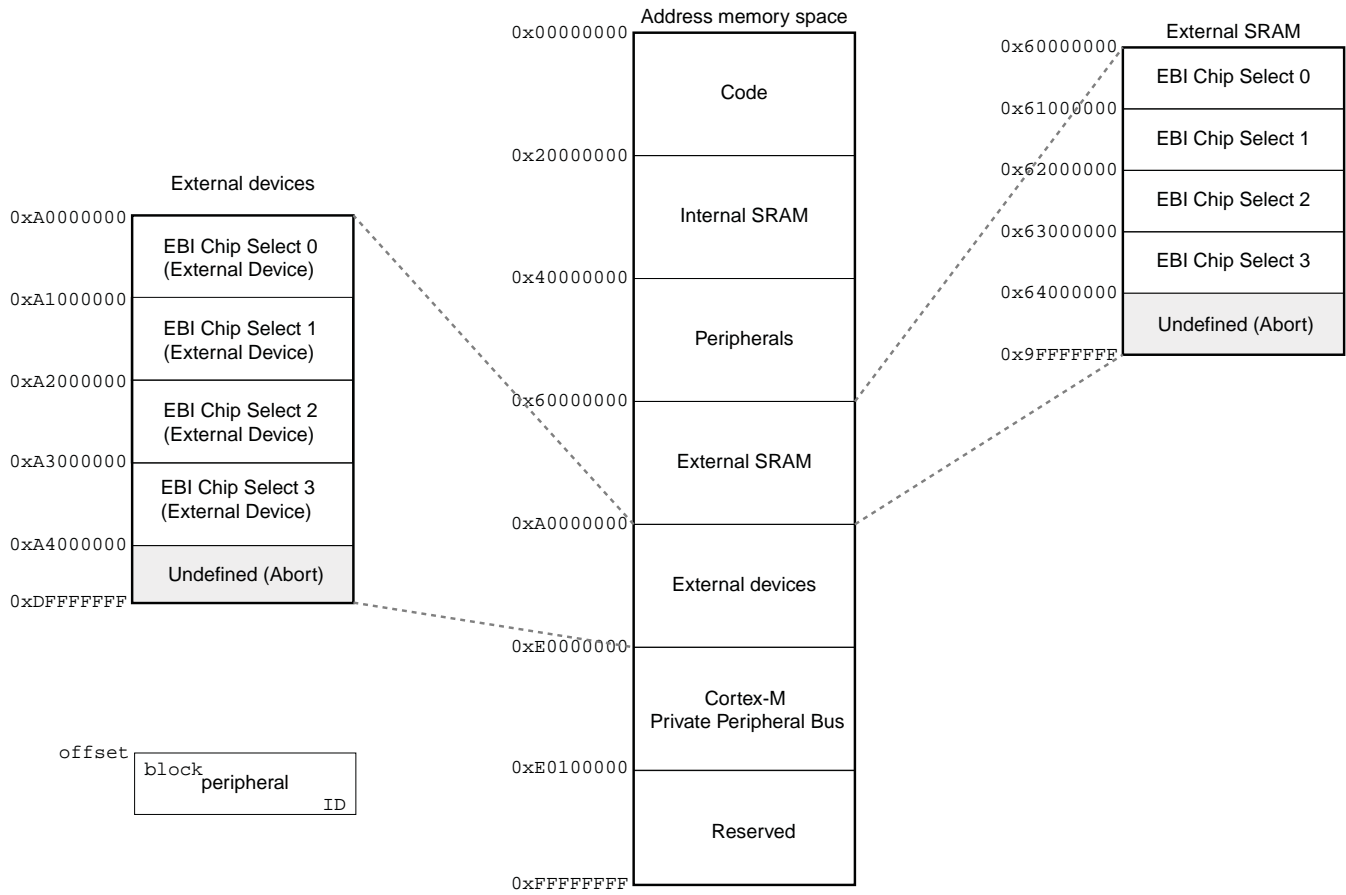 Address memory space
0x00000000
Code
0x20000000
Internal SRAM
0x40000000
Peripherals
0x60000000
External SRAM
0xA0000000
External devices
0xE0000000
Cortex-M
Private Peripheral Bus
0xE0100000
Reserved
0xFFFFFFFF
External devices
0xA0000000
EBI Chip Select 0
(External Device)
0xA1000000
EBI Chip Select 1
(External Device)
0xA2000000
EBI Chip Select 2
(External Device)
0xA3000000
EBI Chip Select 3
(External Device)
0xA4000000
Undefined (Abort)
0xDFFFFFFF
External SRAM
0x60000000
EBI Chip Select 0
0x61000000
EBI Chip Select 1
0x62000000
EBI Chip Select 2
0x63000000
EBI Chip Select 3
0x64000000
Undefined (Abort)
0x9FFFFFFF
offset
block
peripheral
ID